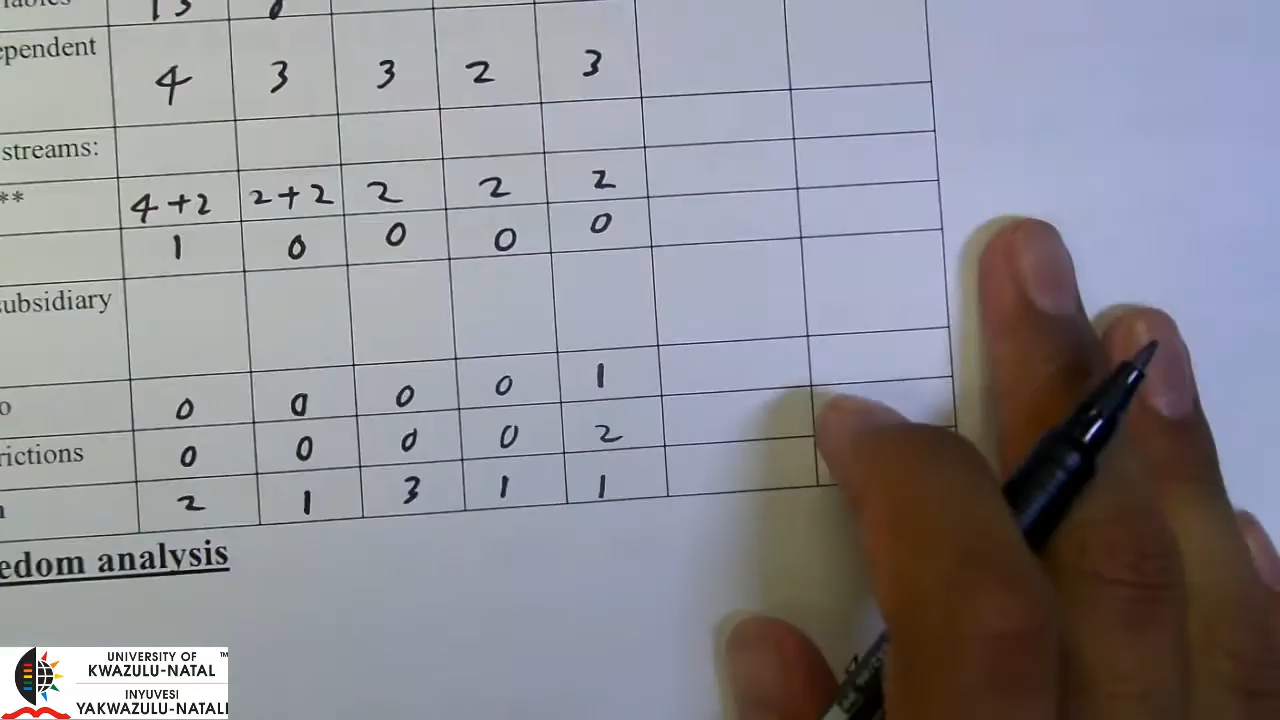 ependent 4 3 3 2 3
streams:
** 4+2 2+2 2 2 2
1 0 0 0 0
subsidiary
o 0 0 0 0 1
rictions 0 0 0 0 2
2 1 3 1 1
edom analysis
UNIVERSITY OF ™
KWAZULU-NATAL
INYUVESI
YAKWAZULU-NATALI